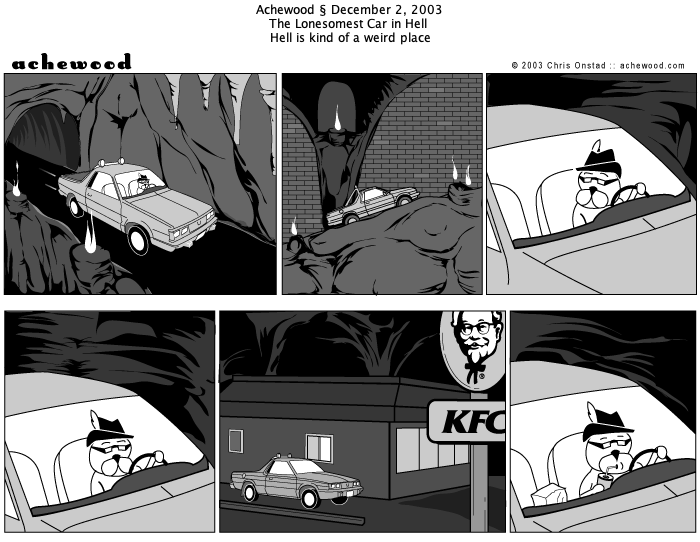 Achewood § December 2, 2003
The Lonesomest Car in Hell
Hell is kind of a weird place
achewood
© 2003 Chris Onstad :: achewood.com
®
KFC